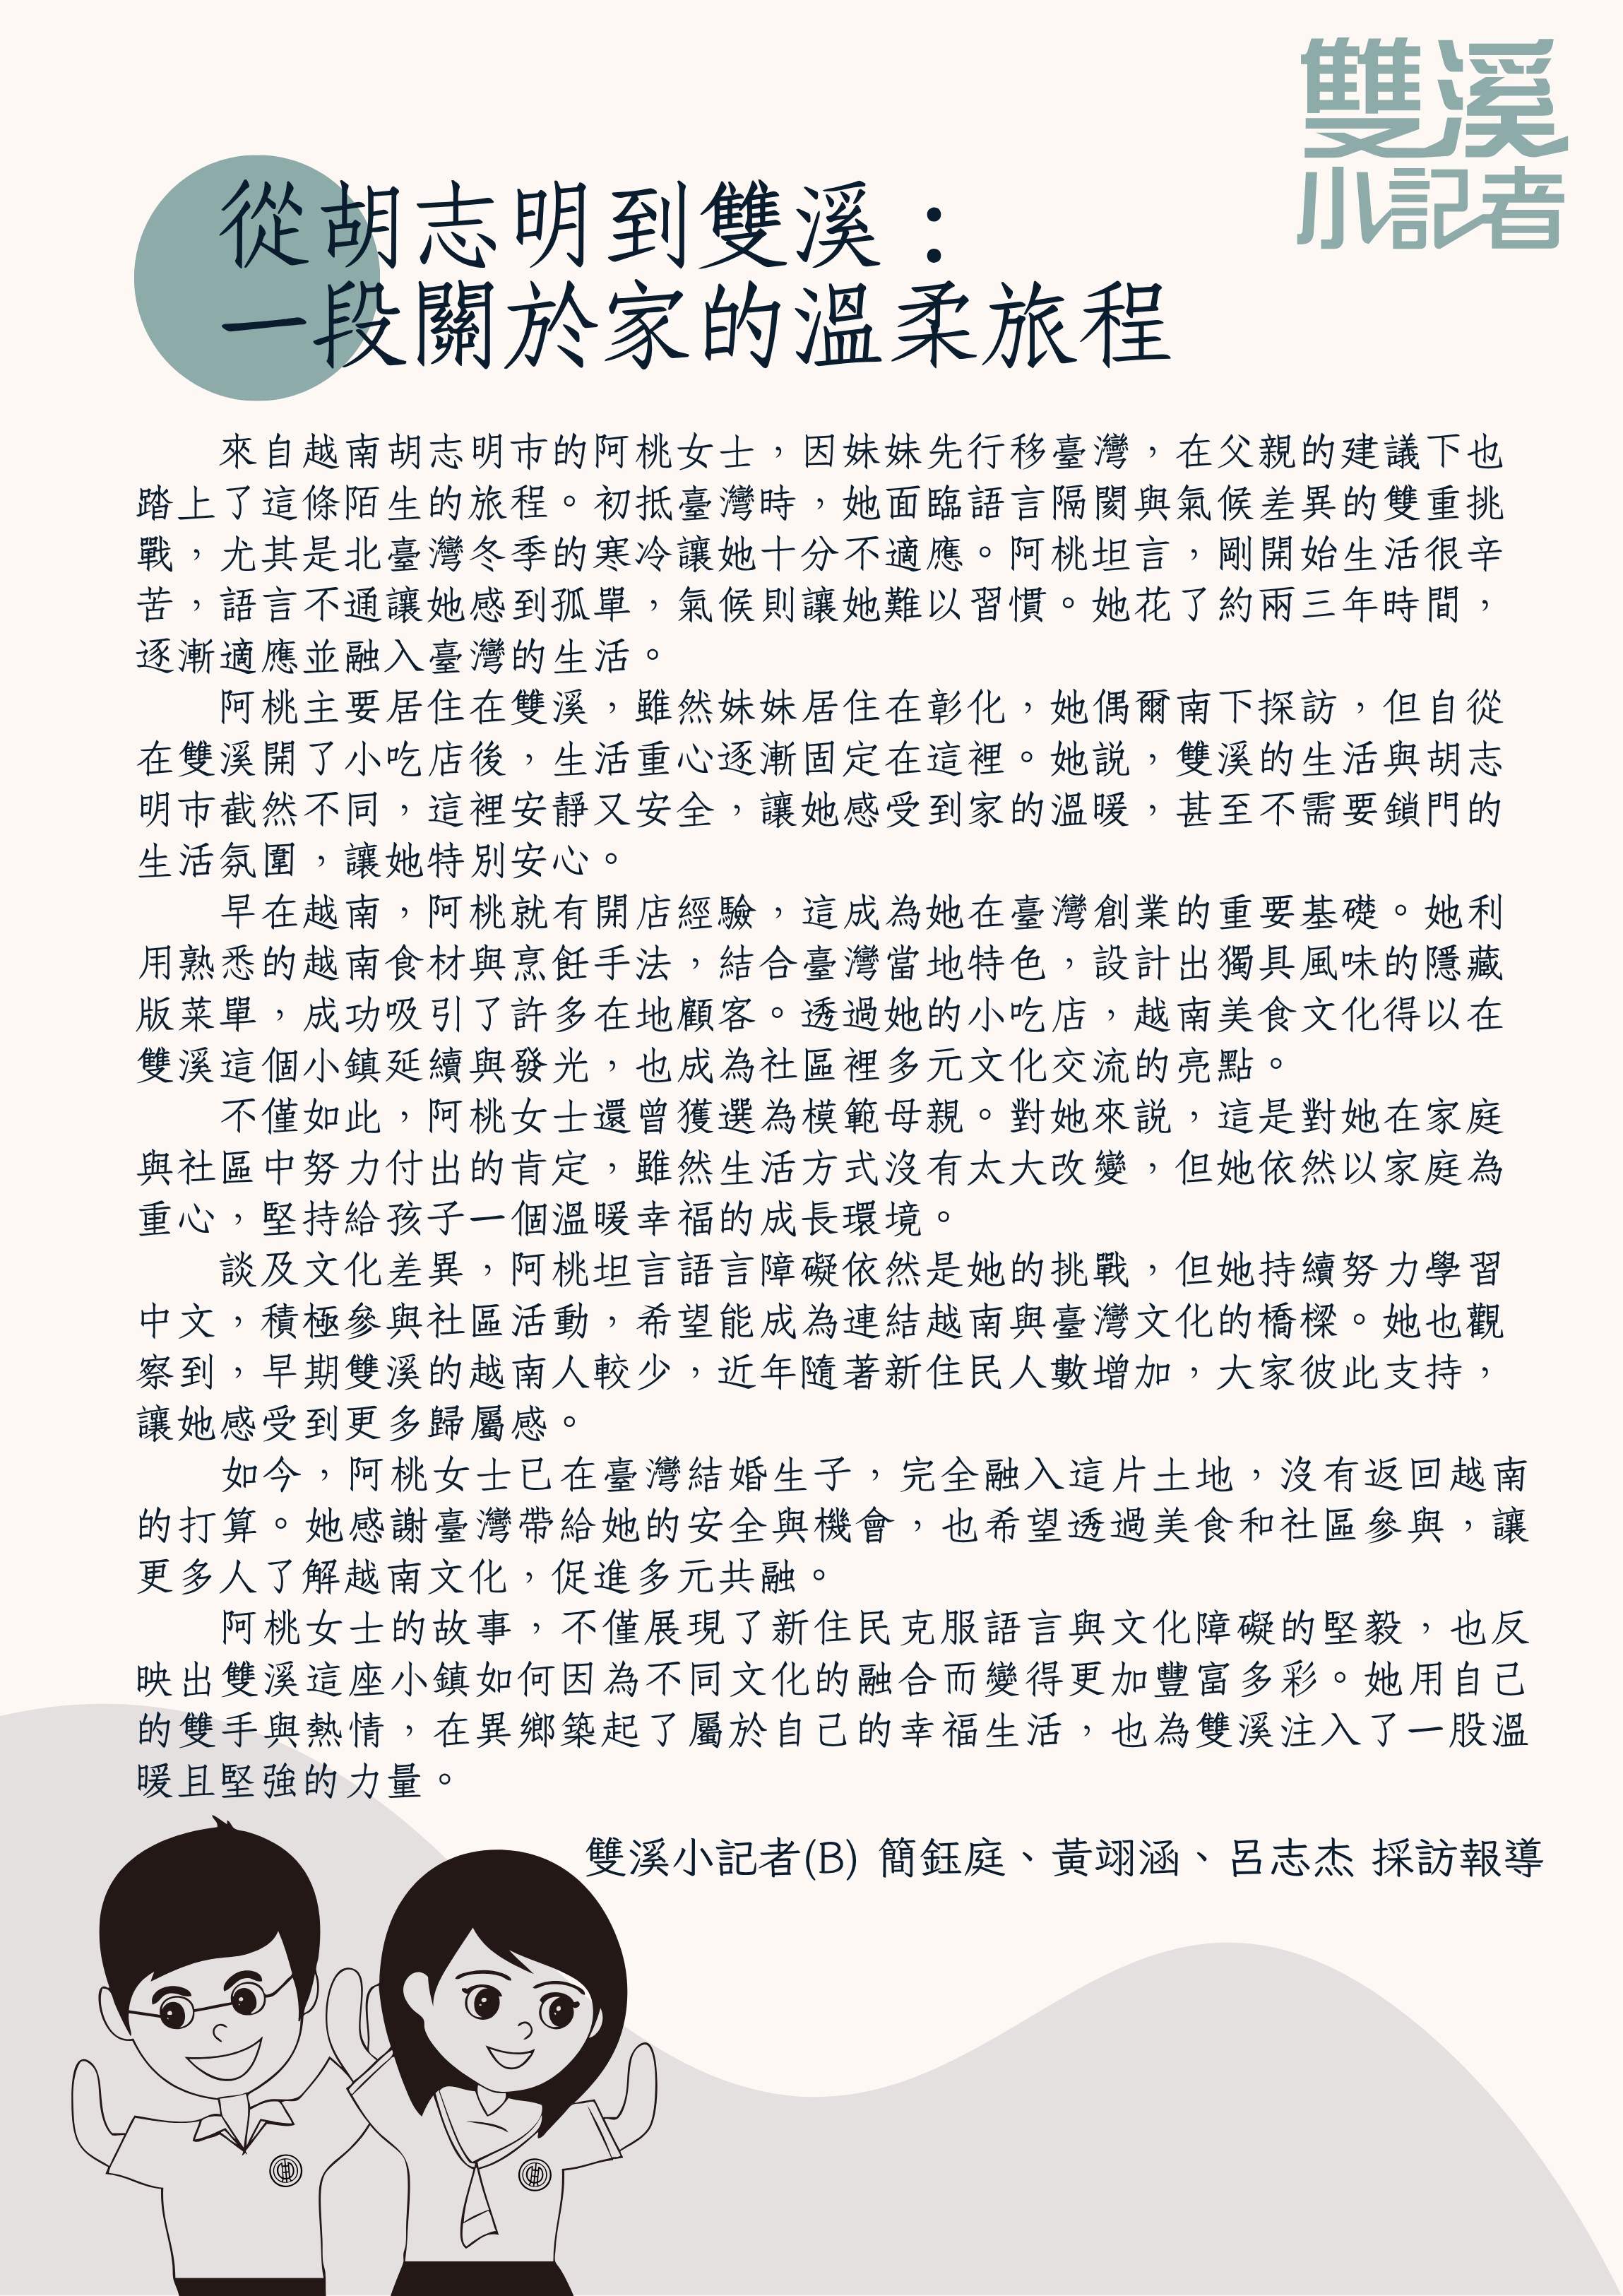 雙溪
小記者
從胡志明到雙溪：
一段關於家的溫柔旅程
來自越南胡志明市的阿桃女士，因妹妹先行移臺灣，在父親的建議下也
踏上了這條陌生的旅程。初抵臺灣時，她面臨語言隔閡與氣候差異的雙重挑
戰，尤其是北臺灣冬季的寒冷讓她十分不適應。阿桃坦言，剛開始生活很辛
苦，語言不通讓她感到孤單，氣候則讓她難以習慣。她花了約兩三年時間，
逐漸適應並融入臺灣的生活。
阿桃主要居住在雙溪，雖然妹妹居住在彰化，她偶爾南下探訪，但自從
在雙溪開了小吃店後，生活重心逐漸固定在這裡。她說，雙溪的生活與胡志
明市截然不同，這裡安靜又安全，讓她感受到家的溫暖，甚至不需要鎖門的
生活氛圍，讓她特別安心。
早在越南，阿桃就有開店經驗，這成為她在臺灣創業的重要基礎。她利
用熟悉的越南食材與烹飪手法，結合臺灣當地特色，設計出獨具風味的隱藏
版菜單，成功吸引了許多在地顧客。透過她的小吃店，越南美食文化得以在
雙溪這個小鎮延續與發光，也成為社區裡多元文化交流的亮點。
不僅如此，阿桃女士還曾獲選為模範母親。對她來說，這是對她在家庭
與社區中努力付出的肯定，雖然生活方式沒有太大改變，但她依然以家庭為
重心，堅持給孩子一個溫暖幸福的成長環境。
談及文化差異，阿桃坦言語言障礙依然是她的挑戰，但她持續努力學習
中文，積極參與社區活動，希望能成為連結越南與臺灣文化的橋樑。她也觀
察到，早期雙溪的越南人較少，近年隨著新住民人數增加，大家彼此支持，
讓她感受到更多歸屬感。
如今，阿桃女士已在臺灣結婚生子，完全融入這片土地，沒有返回越南
的打算。她感謝臺灣帶給她的安全與機會，也希望透過美食和社區參與，讓
更多人了解越南文化，促進多元共融。
阿桃女士的故事，不僅展現了新住民克服語言與文化障礙的堅毅，也反
映出雙溪這座小鎮如何因為不同文化的融合而變得更加豐富多彩。她用自己
的雙手與熱情，在異鄉築起了屬於自己的幸福生活，也為雙溪注入了一股溫
暖且堅強的力量。
雙溪小記者(B) 簡鈺庭、黃翊涵、呂志杰 採訪報導